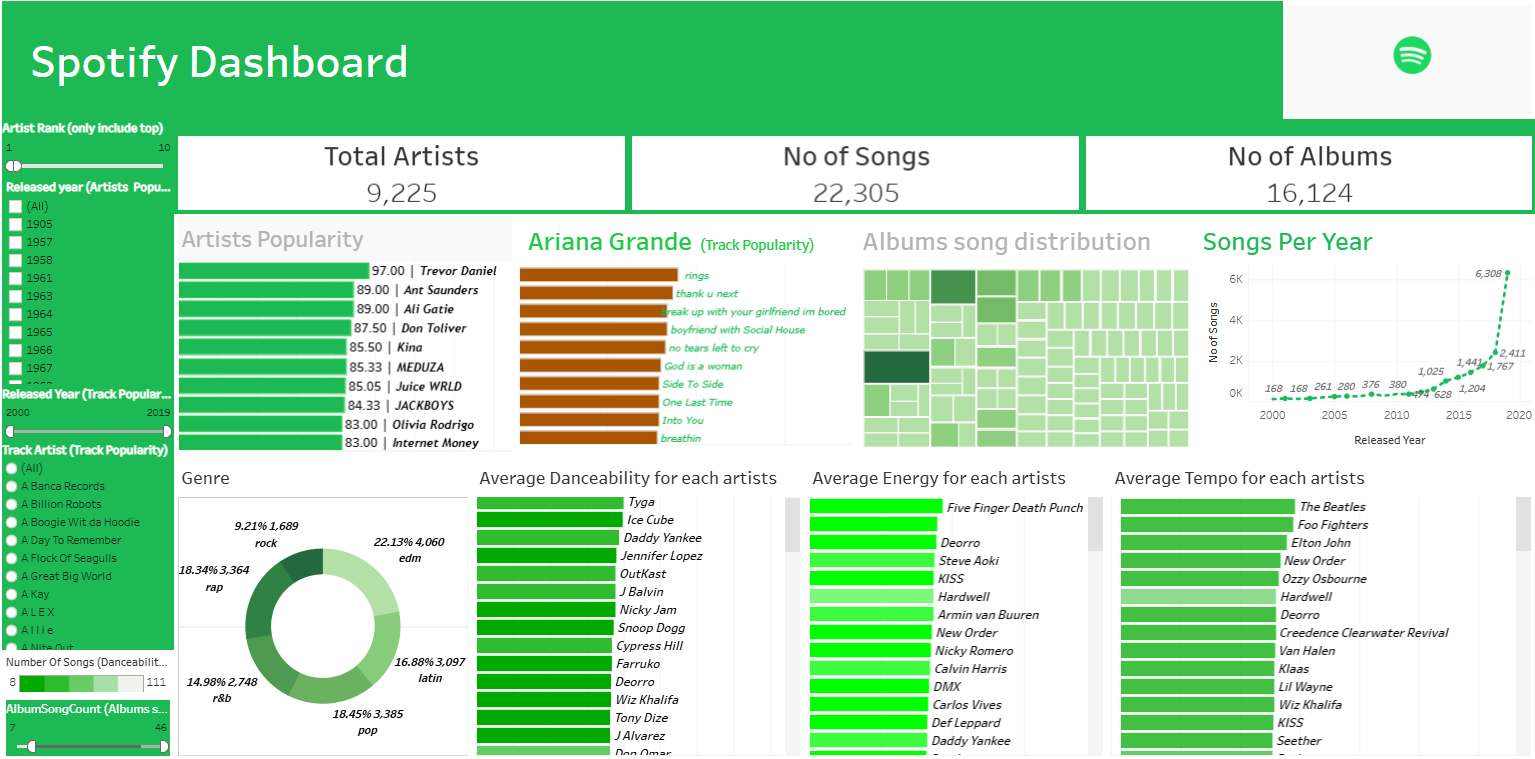 Spotify Dashboard
Artist Rank (only include top)
1 10
Released year (Artists Popu...
(All)
1905
1957
1958
1961
1963
1964
1965
1966
1967
Released Year (Track Popular...
2000 2019
Track Artist (Track Popularity)
(All)
A Banca Records
A Billion Robots
A Boogie Wit da Hoodie
A Day To Remember
A Flock Of Seagulls
A Great Big World
A Kay
A L E X
A l l i e
A Nite Out
Number Of Songs (Danceabilit...
8 111
AlbumSongCount (Albums s...
7 46
Total Artists
9,225
No of Songs
22,305
No of Albums
16,124
Artists Popularity
97.00 | Trevor Daniel
89.00 | Ant Saunders
89.00 | Ali Gatie
87.50 | Don Toliver
85.50 | Kina
85.33 | MEDUZA
85.05 | Juice WRLD
84.33 | JACKBOYS
83.00 | Olivia Rodrigo
83.00 | Internet Money
Ariana Grande (Track Popularity)
rings
thank u next
break up with your girlfriend im bored
boyfriend with Social House
no tears left to cry
God is a woman
Side To Side
One Last Time
Into You
breathin
Albums song distribution
Songs Per Year
No of Songs
6K
4K
2K
0K
168 168 261 280 376 380 474 628 1,025 1,204 1,441 1,767 2,411 6,308
2000 2005 2010 2015 2020
Released Year
Genre
9.21% 1,689
rock
22.13% 4,060
edm
18.34% 3,364
rap
16.88% 3,097
latin
14.98% 2,748
r&b
18.45% 3,385
pop
Average Danceability for each artists
Tyga
Ice Cube
Daddy Yankee
Jennifer Lopez
OutKast
J Balvin
Nicky Jam
Snoop Dogg
Cypress Hill
Farruko
Deorro
Wiz Khalifa
Tony Dize
J Alvarez
Don Omar
Average Energy for each artists
Five Finger Death Punch
Deorro
Steve Aoki
KISS
Hardwell
Armin van Buuren
New Order
Nicky Romero
Calvin Harris
DMX
Carlos Vives
Def Leppard
Daddy Yankee
Average Tempo for each artists
The Beatles
Foo Fighters
Elton John
New Order
Ozzy Osbourne
Hardwell
Deorro
Creedence Clearwater Revival
Van Halen
Klaas
Lil Wayne
Wiz Khalifa
KISS
Seether